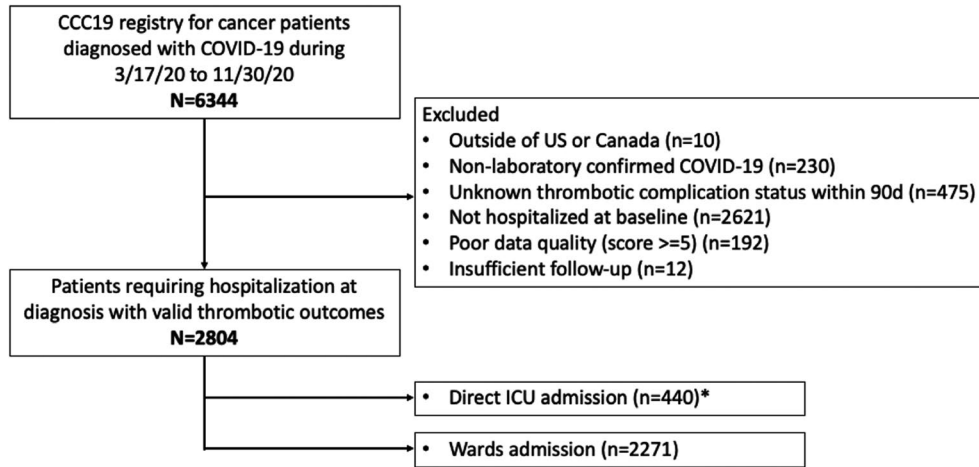 CCC19 registry for cancer patients
diagnosed with COVID-19 during
3/17/20 to 11/30/20
N=6344
Excluded
• Outside of US or Canada (n=10)
• Non-laboratory confirmed COVID-19 (n=230)
• Unknown thrombotic complication status within 90d (n=475)
• Not hospitalized at baseline (n=2621)
• Poor data quality (score >=5) (n=192)
• Insufficient follow-up (n=12)
Patients requiring hospitalization at
diagnosis with valid thrombotic outcomes
N=2804
• Direct ICU admission (n=440)*
• Wards admission (n=2271)